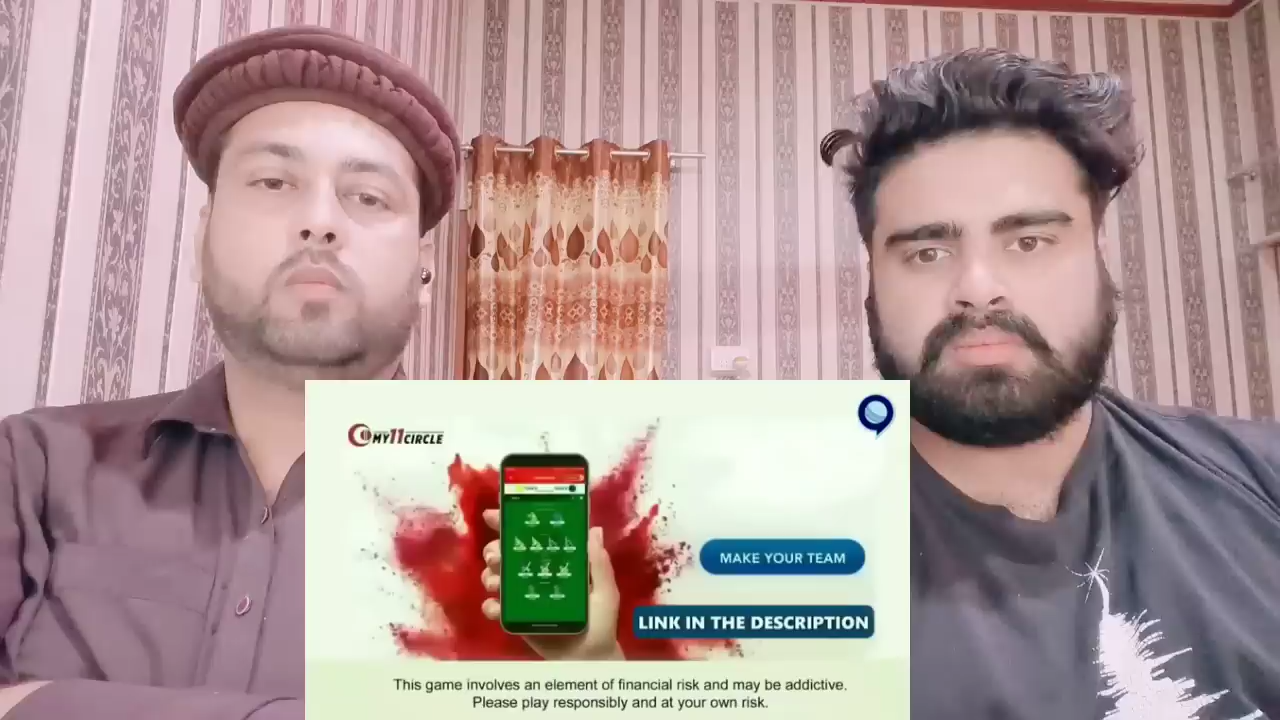 MY11CIRCLE
MAKE YOUR TEAM
LINK IN THE DESCRIPTION
This game involves an element of financial risk and may be addictive.
Please play responsibly and at your own risk.